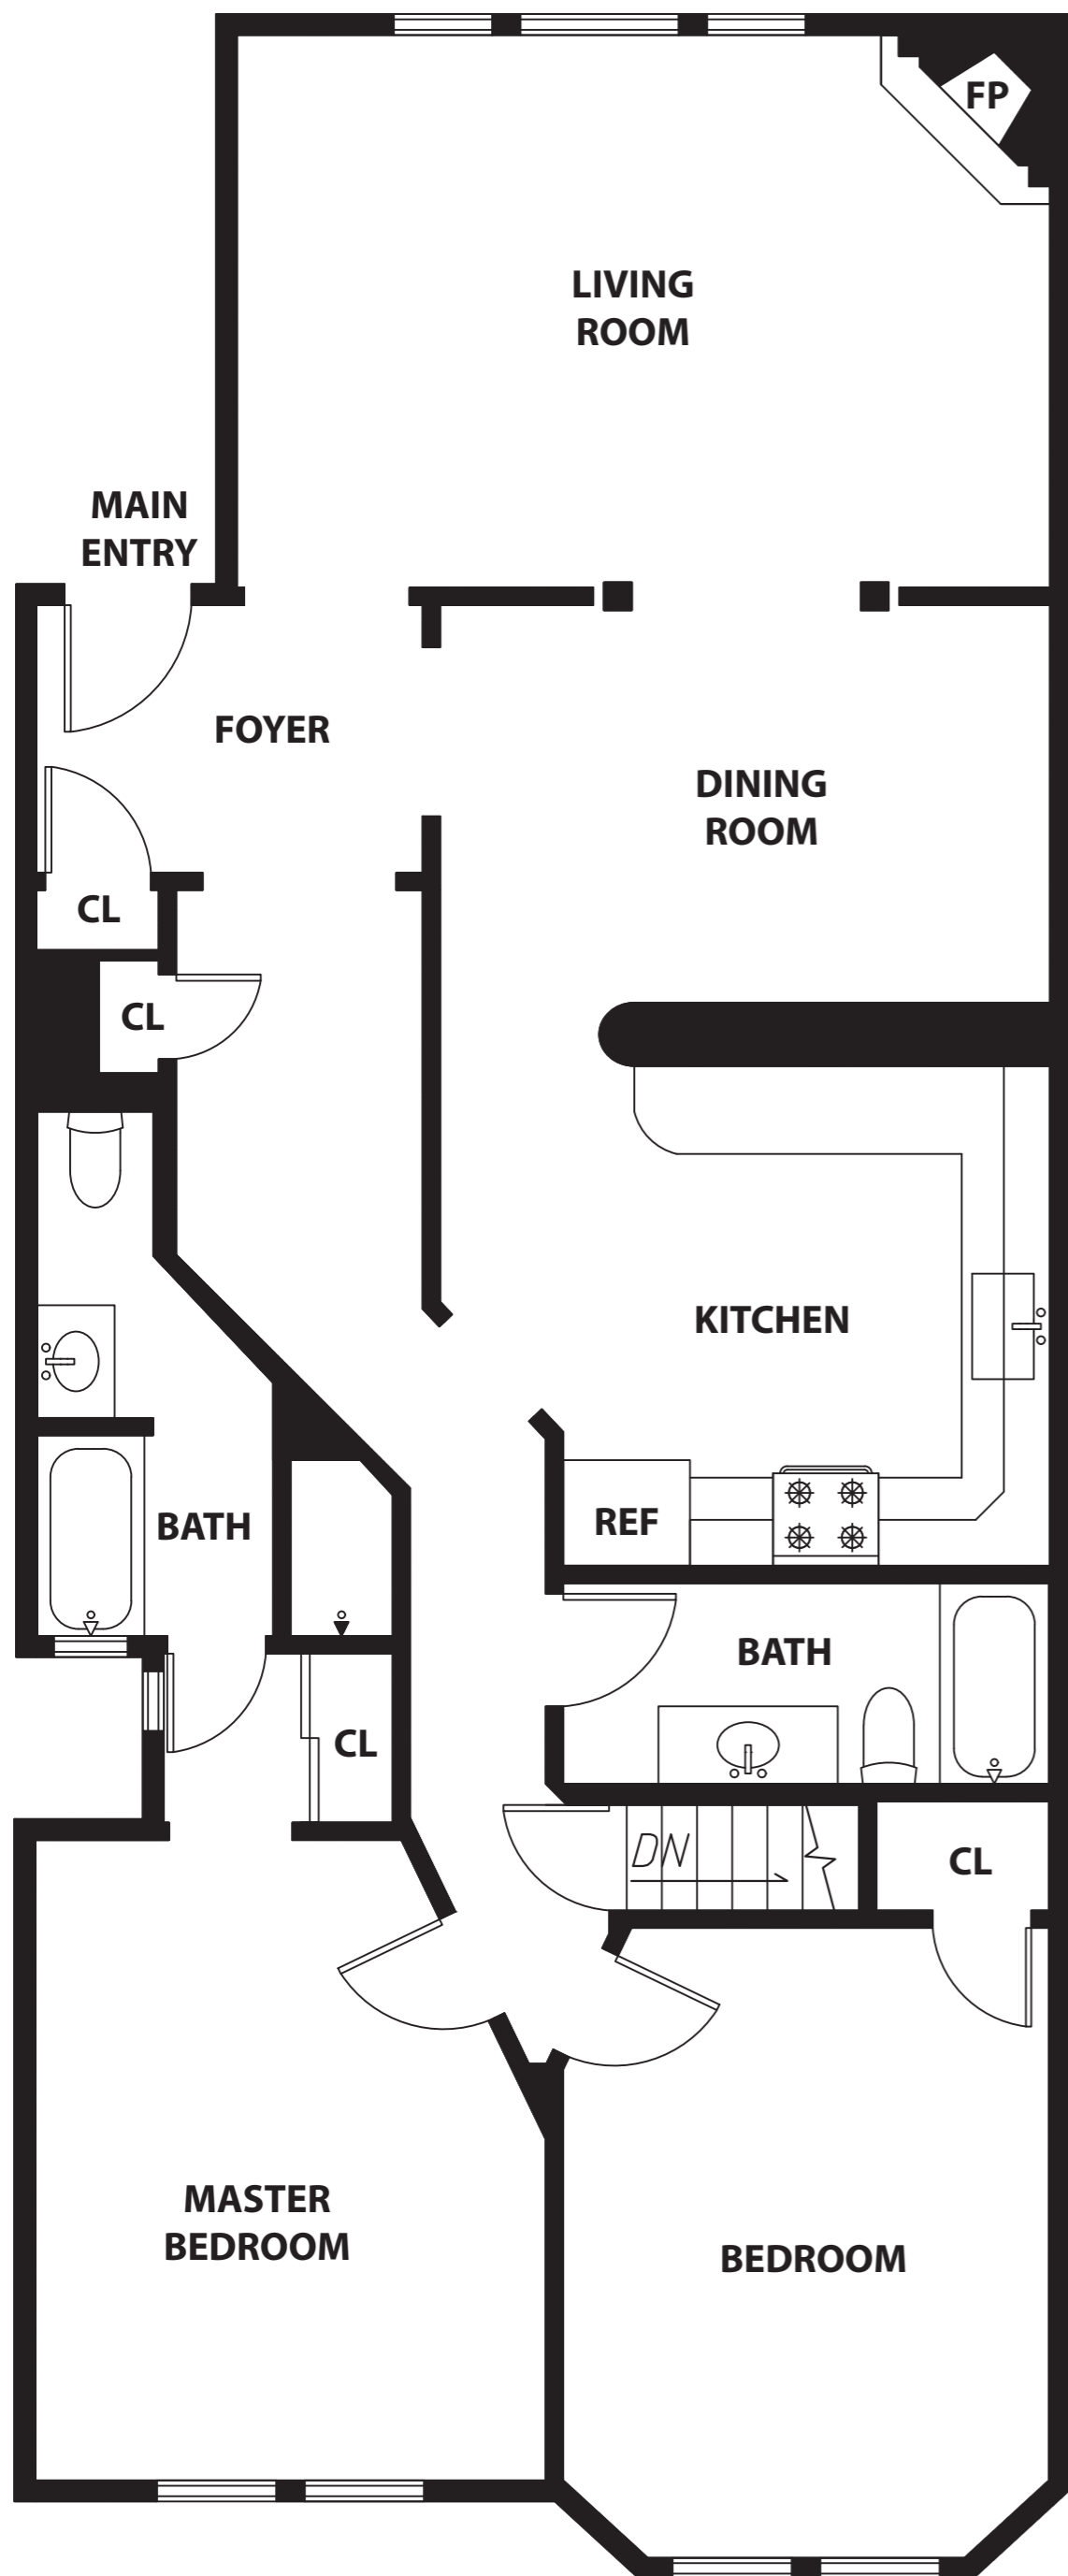 FP
LIVING
ROOM
MAIN
ENTRY
FOYER
DINING
ROOM
CL
CL
KITCHEN
REF
BATH
BATH
CL
DN
CL
MASTER
BEDROOM
BEDROOM